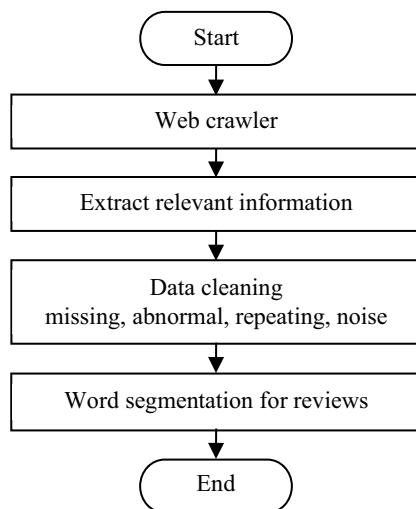 Start
Web crawler
Extract relevant information
Data cleaning
missing, abnormal, repeating, noise
Word segmentation for reviews
End